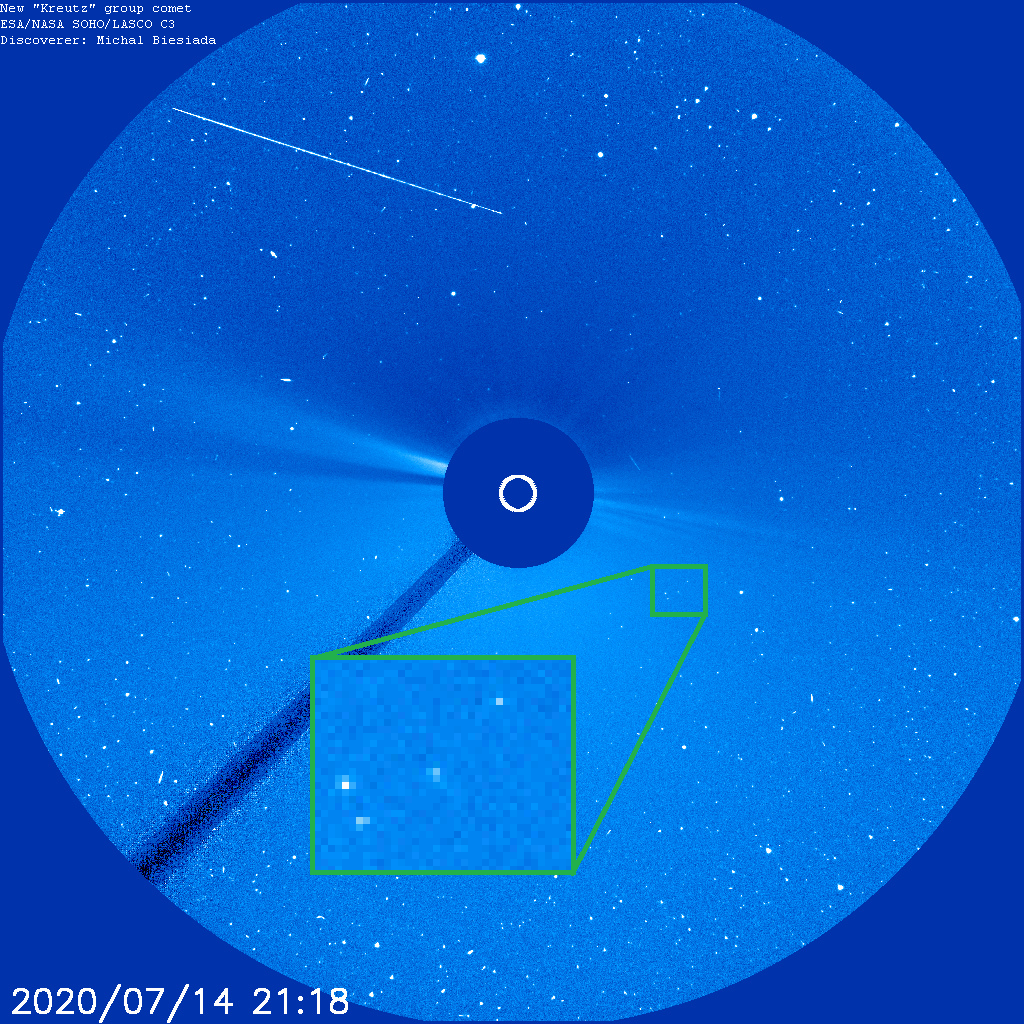 New "Kreutz" group comet
ESA/NASA SOHO/LASCO C3
Discoverer: Michal Biesiada
2020/07/14 21:18